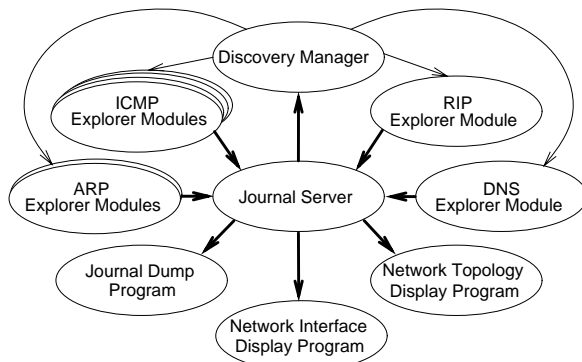 Discovery Manager
ICMP
Explorer Modules
RIP
Explorer Module
ARP
Explorer Modules
Journal Server
DNS
Explorer Module
Journal Dump
Program
Network Interface
Display Program
Network Topology
Display Program